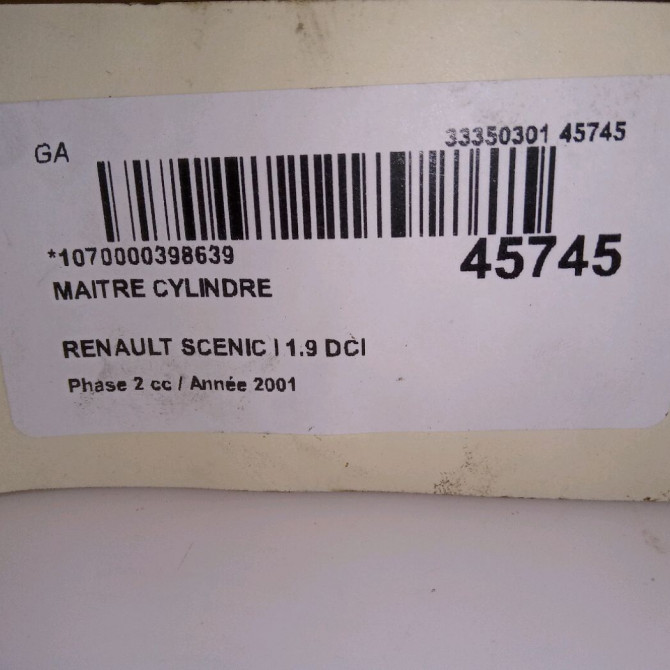 GA
33350301 45745
*1070000398639
45745
MAITRE CYLINDRE
RENAULT SCENIC I 1.9 DCI
Phase 2 cc / Année 2001